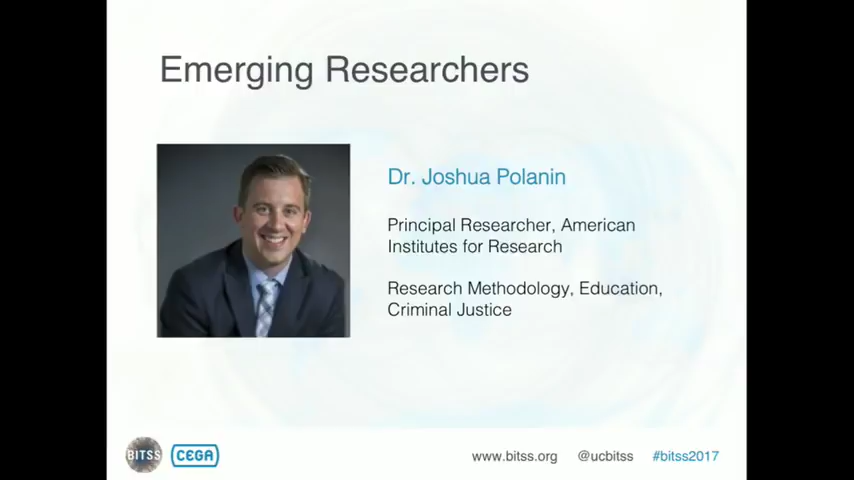 Emerging Researchers
Dr. Joshua Polanin
Principal Researcher, American
Institutes for Research
Research Methodology, Education,
Criminal Justice
BITSS
CEGA
www.bitss.org @ucbitss #bitss2017